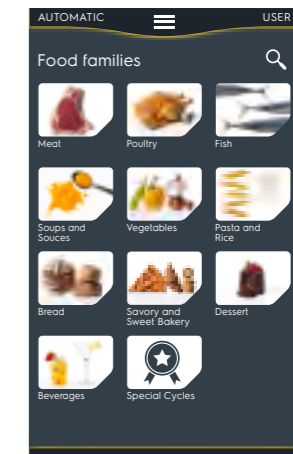 AUTOMATIC USER
Food families
Meat Poultry Fish
Soups and Souces Vegetables Pasta and Rice
Bread Savory and Sweet Bakery Dessert
Beverages Special Cycles